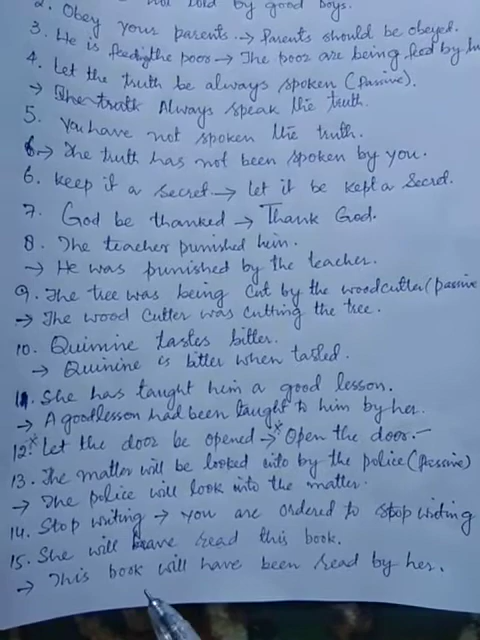 2. Obey your parents. → Parents should be obeyed.
3. He is feeding the poor → The poor are being feed by
4. Let the truth be always spoken (Passive).
→ Always speak the truth.
5. You have not spoken the truth.
→ The truth has not been spoken by you.
6. Keep it a secret → Let it be kept a secret.
7. God be thanked → Thank God.
8. The teacher punished him.
→ He was punished by the teacher.
9. The tree was being cut by the woodcutter (passive
→ The wood cutter was cutting the tree.
10. Quinine tastes bitter.
→ Quinine is bitter when tasted.
11. She has taught him a good lesson.
→ A good lesson had been taught to him by her.
12. Let the door be opened → Open the door.
13. The matter will be looked into by the police (Passive)
→ The police will look into the matter.
14. Stop writing → You are ordered to stop writing
15. She will have read this book.
→ This book will have been read by her.